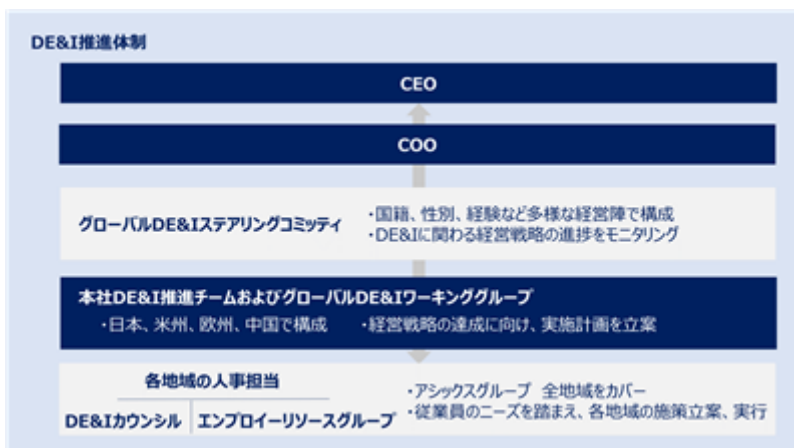 DE&I推進体制
CEO
COO
グローバルDE&Iステアリングコミッティ
・国籍、性別、経験など多様な経営陣で構成
・DE&Iに関わる経営戦略の進捗をモニタリング
本社DE&I推進チームおよびグローバルDE&Iワーキンググループ
・日本、米州、欧州、中国で構成 ・経営戦略の達成に向け、実施計画を立案
各地域の人事担当
DE&Iカウンシル エンプロイーリソースグループ
・アシックスグループ 全地域をカバー
・従業員のニーズを踏まえ、各地域の施策立案、実行